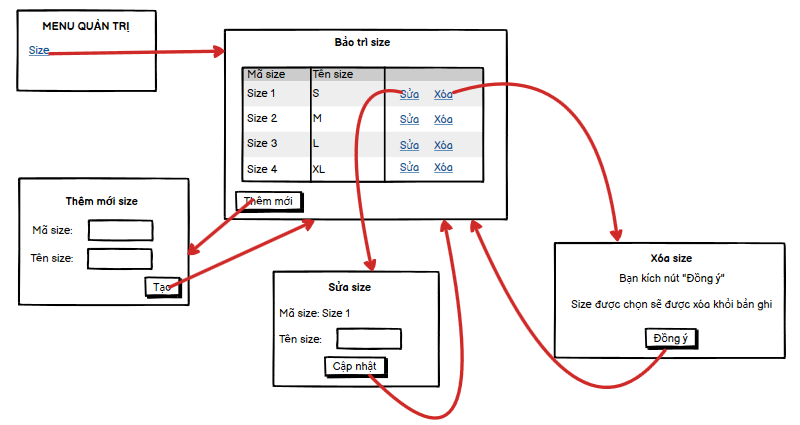 MENU QUẢN TRỊ
Size
Bảo trì size
Mã size Tên size
Size 1 S Sửa Xóa
Size 2 M Sửa Xóa
Size 3 L Sửa Xóa
Size 4 XL Sửa Xóa
Thêm mới
Thêm mới size
Mã size:
Tên size:
Tạo
Sửa size
Mã size: Size 1
Tên size:
Cập nhật
Xóa size
Bạn kích nút "Đồng ý"
Size được chọn sẽ được xóa khỏi bản ghi
Đồng ý